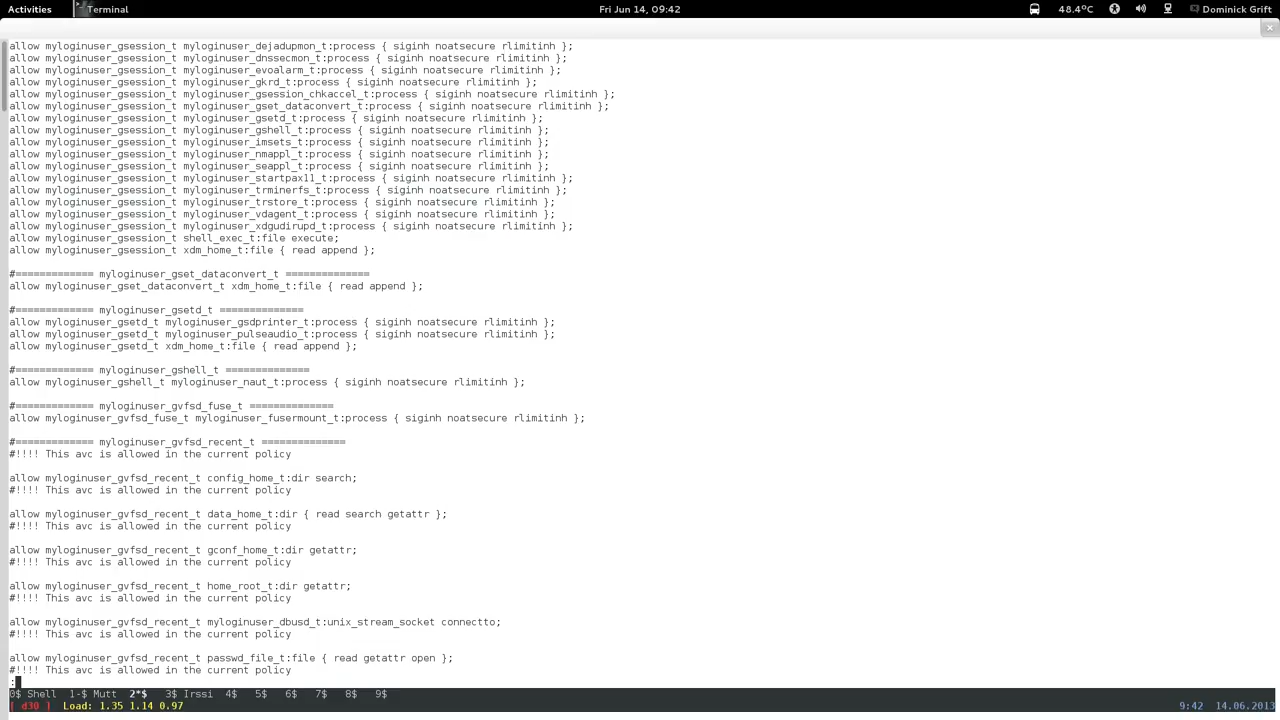 Activities Terminal Fri Jun 14, 09:42 48.4°C Dominick Grift
allow myloginuser_gsession_t myloginuser_dejadupmon_t:process { siginh noatsecure rlimitinh };
allow myloginuser_gsession_t myloginuser_dnssecmon_t:process { siginh noatsecure rlimitinh };
allow myloginuser_gsession_t myloginuser_evoalarm_t:process { siginh noatsecure rlimitinh };
allow myloginuser_gsession_t myloginuser_gkrd_t:process { siginh noatsecure rlimitinh };
allow myloginuser_gsession_t myloginuser_gsession_chkaccel_t:process { siginh noatsecure rlimitinh };
allow myloginuser_gsession_t myloginuser_gset_dataconvert_t:process { siginh noatsecure rlimitinh };
allow myloginuser_gsession_t myloginuser_gsetd_t:process { siginh noatsecure rlimitinh };
allow myloginuser_gsession_t myloginuser_gshell_t:process { siginh noatsecure rlimitinh };
allow myloginuser_gsession_t myloginuser_imsets_t:process { siginh noatsecure rlimitinh };
allow myloginuser_gsession_t myloginuser_nmappl_t:process { siginh noatsecure rlimitinh };
allow myloginuser_gsession_t myloginuser_seappl_t:process { siginh noatsecure rlimitinh };
allow myloginuser_gsession_t myloginuser_startpax11_t:process { siginh noatsecure rlimitinh };
allow myloginuser_gsession_t myloginuser_trminerfs_t:process { siginh noatsecure rlimitinh };
allow myloginuser_gsession_t myloginuser_trstore_t:process { siginh noatsecure rlimitinh };
allow myloginuser_gsession_t myloginuser_vdagent_t:process { siginh noatsecure rlimitinh };
allow myloginuser_gsession_t myloginuser_xdgudirupd_t:process { siginh noatsecure rlimitinh };
allow myloginuser_gsession_t shell_exec_t:file execute;
allow myloginuser_gsession_t xdm_home_t:file { read append };
#============= myloginuser_gset_dataconvert_t ==============
allow myloginuser_gset_dataconvert_t xdm_home_t:file { read append };
#============= myloginuser_gsetd_t ==============
allow myloginuser_gsetd_t myloginuser_gsdprinter_t:process { siginh noatsecure rlimitinh };
allow myloginuser_gsetd_t myloginuser_pulseaudio_t:process { siginh noatsecure rlimitinh };
allow myloginuser_gsetd_t xdm_home_t:file { read append };
#============= myloginuser_gshell_t ==============
allow myloginuser_gshell_t myloginuser_naut_t:process { siginh noatsecure rlimitinh };
#============= myloginuser_gvfsd_fuse_t ==============
allow myloginuser_gvfsd_fuse_t myloginuser_fusermount_t:process { siginh noatsecure rlimitinh };
#============= myloginuser_gvfsd_recent_t ==============
#!!!! This avc is allowed in the current policy
allow myloginuser_gvfsd_recent_t config_home_t:dir search;
#!!!! This avc is allowed in the current policy
allow myloginuser_gvfsd_recent_t data_home_t:dir { read search getattr };
#!!!! This avc is allowed in the current policy
allow myloginuser_gvfsd_recent_t gconf_home_t:dir getattr;
#!!!! This avc is allowed in the current policy
allow myloginuser_gvfsd_recent_t home_root_t:dir getattr;
#!!!! This avc is allowed in the current policy
allow myloginuser_gvfsd_recent_t myloginuser_dbusd_t:unix_stream_socket connectto;
#!!!! This avc is allowed in the current policy
allow myloginuser_gvfsd_recent_t passwd_file_t:file { read getattr open };
#!!!! This avc is allowed in the current policy
:
0$ Shell 1-$ Mutt 2*$ 3$ Irssi 4$ 5$ 6$ 7$ 8$ 9$
[ d30 ] Load: 1.35 1.14 0.97 9:42 14.06.2013